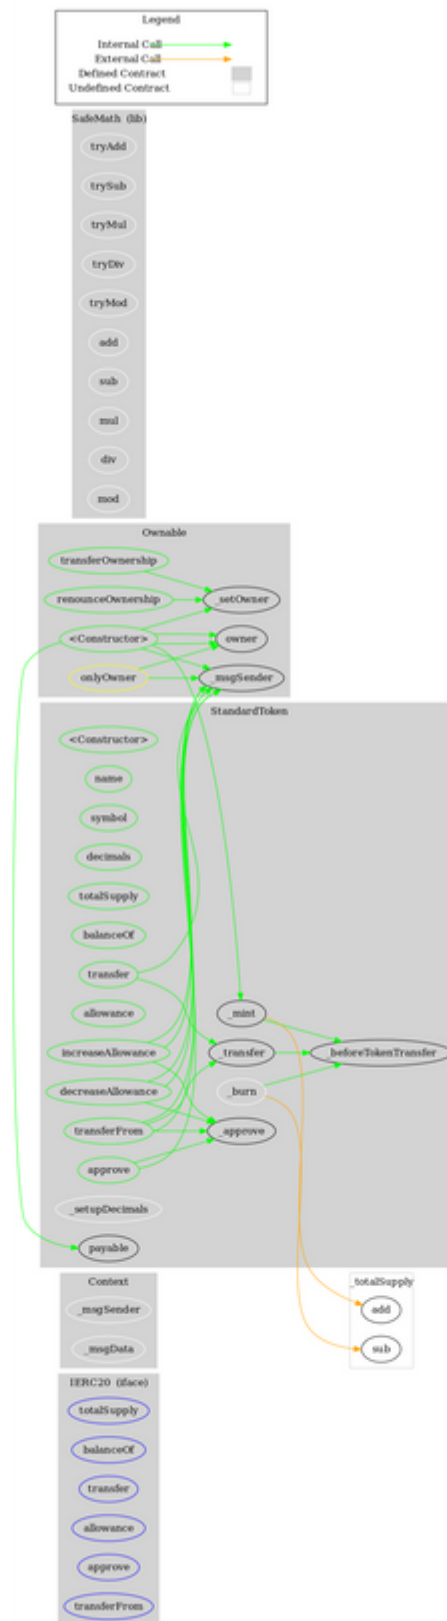 Legend
Internal Call
External Call
Defined Contract
Undefined Contract
SafeMath (lib)
tryAdd
trySub
tryMul
tryDiv
tryMod
add
sub
mul
div
mod
Ownable
transferOwnership
renounceOwnership
_setOwner
<Constructor>
owner
onlyOwner
_msgSender
StandardToken
<Constructor>
name
symbol
decimals
totalSupply
balanceOf
transfer
allowance
_mint
increaseAllowance
_transfer
_beforeTokenTransfer
decreaseAllowance
_burn
transferFrom
_approve
approve
_setupDecimals
payable
Context
_totalSupply
_msgSender
add
_msgData
sub
IERC20 (iface)
totalSupply
balanceOf
transfer
allowance
approve
transferFrom